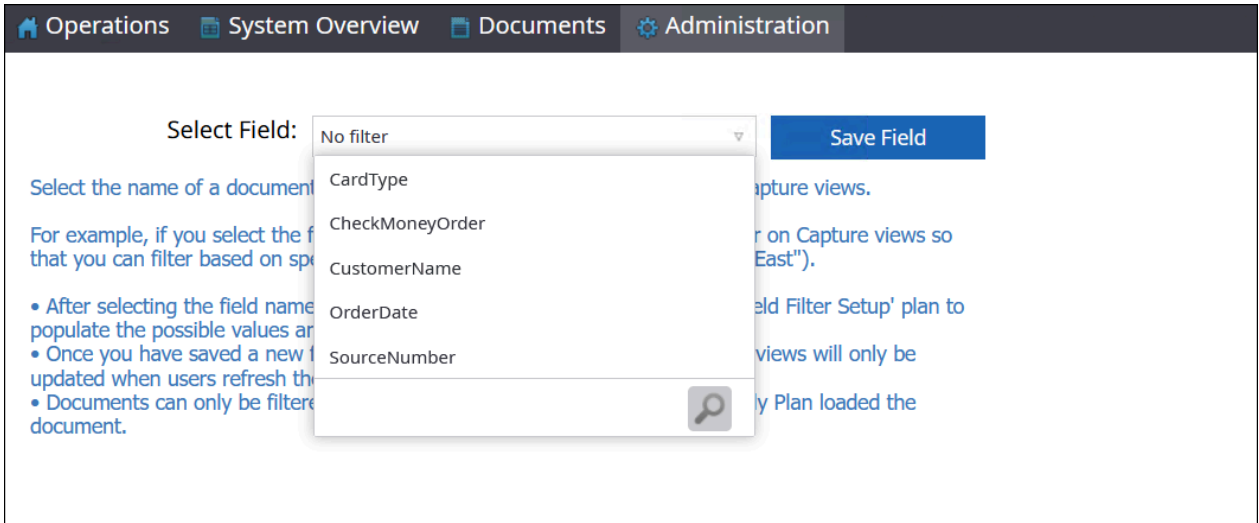 Operations System Overview Documents Administration
Select Field: No filter Save Field
CardType
CheckMoneyOrder
CustomerName
OrderDate
SourceNumber
Select the name of a document apture views.
For example, if you select the f r on Capture views so
that you can filter based on spe East").
• After selecting the field name eld Filter Setup' plan to
populate the possible values ar
• Once you have saved a new f views will only be
updated when users refresh the
• Documents can only be filtere y Plan loaded the
document.